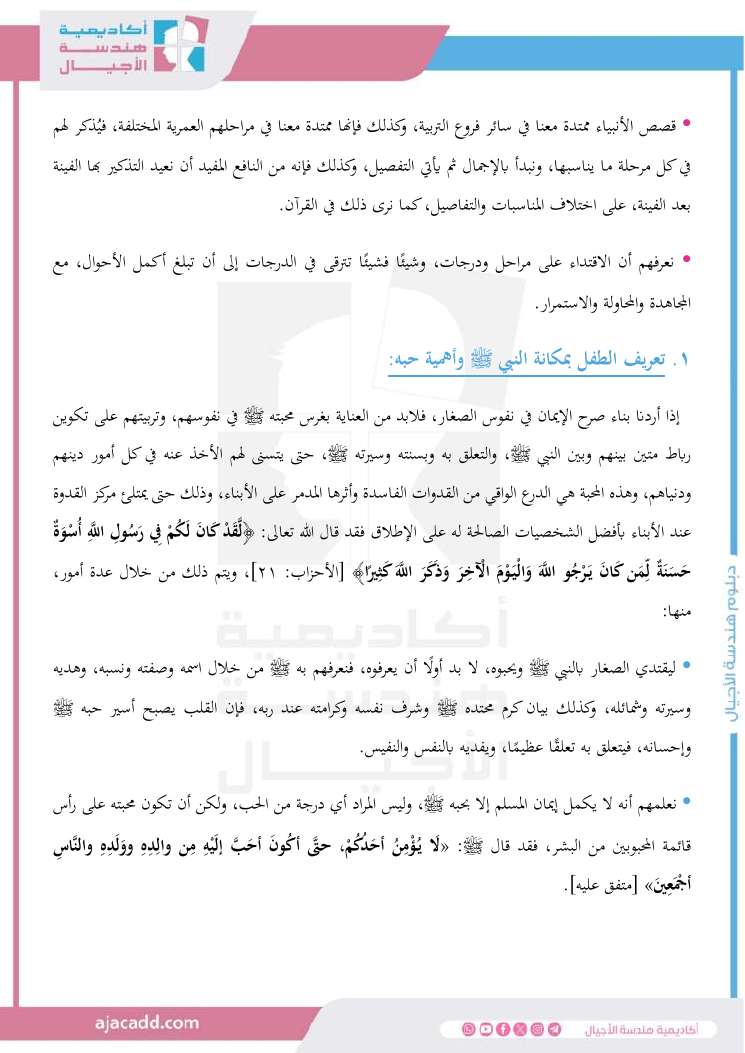 أكاديمية
هندسة
الأجيال
• قصص الأنبياء ممتدة معنا في سائر فروع التربية، وكذلك فإنها ممتدة معنا في مراحلهم العمرية المختلفة، فيُذكر لهم
في كل مرحلة ما يناسبها، ونبدأ بالإجمال ثم يأتي التفصيل، وكذلك فإنه من النافع المفيد أن نعيد التذكير بها الفينة
بعد الفينة، على اختلاف المناسبات والتفاصيل، كما نرى ذلك في القرآن.
• نعرفهم أن الاقتداء على مراحل ودرجات، وشيئًا فشيئًا تترقى في الدرجات إلى أن تبلغ أكمل الأحوال، مع
المجاهدة والمحاولة والاستمرار.
١. تعريف الطفل بمكانة النبي ﷺ وأهمية حبه:
إذا أردنا بناء صرح الإيمان في نفوس الصغار، فلابد من العناية بغرس محبته ﷺ في نفوسهم، وتربيتهم على تكوين
رباط متين بينهم وبين النبي ﷺ، والتعلق به وبسنته وسيرته ﷺ، حتى يتسنى لهم الأخذ عنه في كل أمور دينهم
ودنياهم، وهذه المحبة هي الدرع الواقي من القدوات الفاسدة وأثرها المدمر على الأبناء، وذلك حتى يمتلئ مركز القدوة
عند الأبناء بأفضل الشخصيات الصالحة له على الإطلاق فقد قال الله تعالى: ﴿لَّقَدْ كَانَ لَكُمْ فِي رَسُولِ اللَّهِ أُسْوَةٌ
حَسَنَةٌ لِّمَن كَانَ يَرْجُو اللَّهَ وَالْيَوْمَ الْآخِرَ وَذَكَرَ اللَّهَ كَثِيرًا﴾ [الأحزاب: ٢١]، ويتم ذلك من خلال عدة أمور،
منها:
• ليقتدي الصغار بالنبي ﷺ ويحبوه، لا بد أولًا أن يعرفوه، فنعرفهم به ﷺ من خلال اسمه وصفته ونسبه، وهديه
وسيرته وشمائله، وكذلك بيان كرم محتده ﷺ وشرف نفسه وكرامته عند ربه، فإن القلب يصبح أسير حبه ﷺ
وإحسانه، فيتعلق به تعلقًا عظيمًا، ويفديه بالنفس والنفيس.
• نعلمهم أنه لا يكمل إيمان المسلم إلا بحبه ﷺ، وليس المراد أي درجة من الحب، ولكن أن تكون محبته على رأس
قائمة المحبوبين من البشر، فقد قال ﷺ: «لَا يُؤْمِنُ أحَدُكُمْ، حتَّى أكُونَ أحَبَّ إلَيْهِ مِن والِدِهِ ووَلَدِهِ والنَّاسِ
أجْمَعِينَ» [متفق عليه].
دبلوم هندسة الأجيال
أكاديمية
هندسة
الأجيال
أكاديمية هندسة الأجيال
ajacadd.com